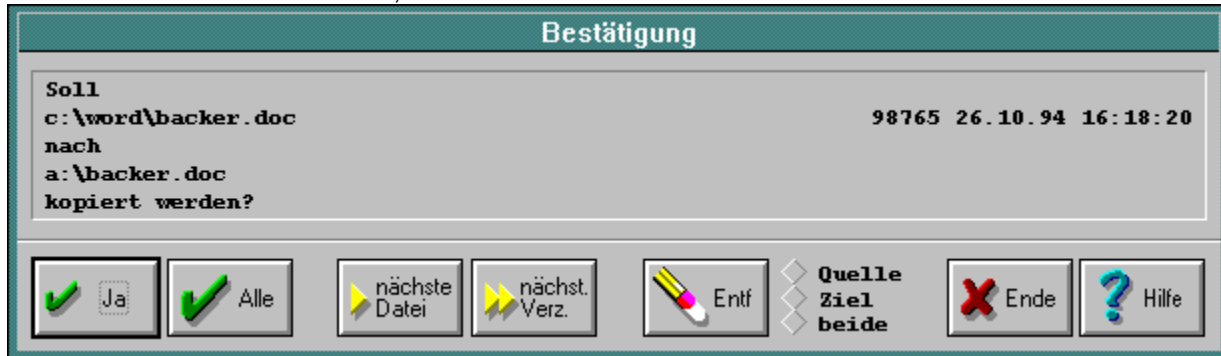 Bestätigung
Soll
c:\word\backer.doc 98765 26.10.94 16:18:20
nach
a:\backer.doc
kopiert werden?
Ja
Alle
nächste
Datei
nächst.
Verz.
Entf
Quelle
Ziel
beide
Ende
Hilfe